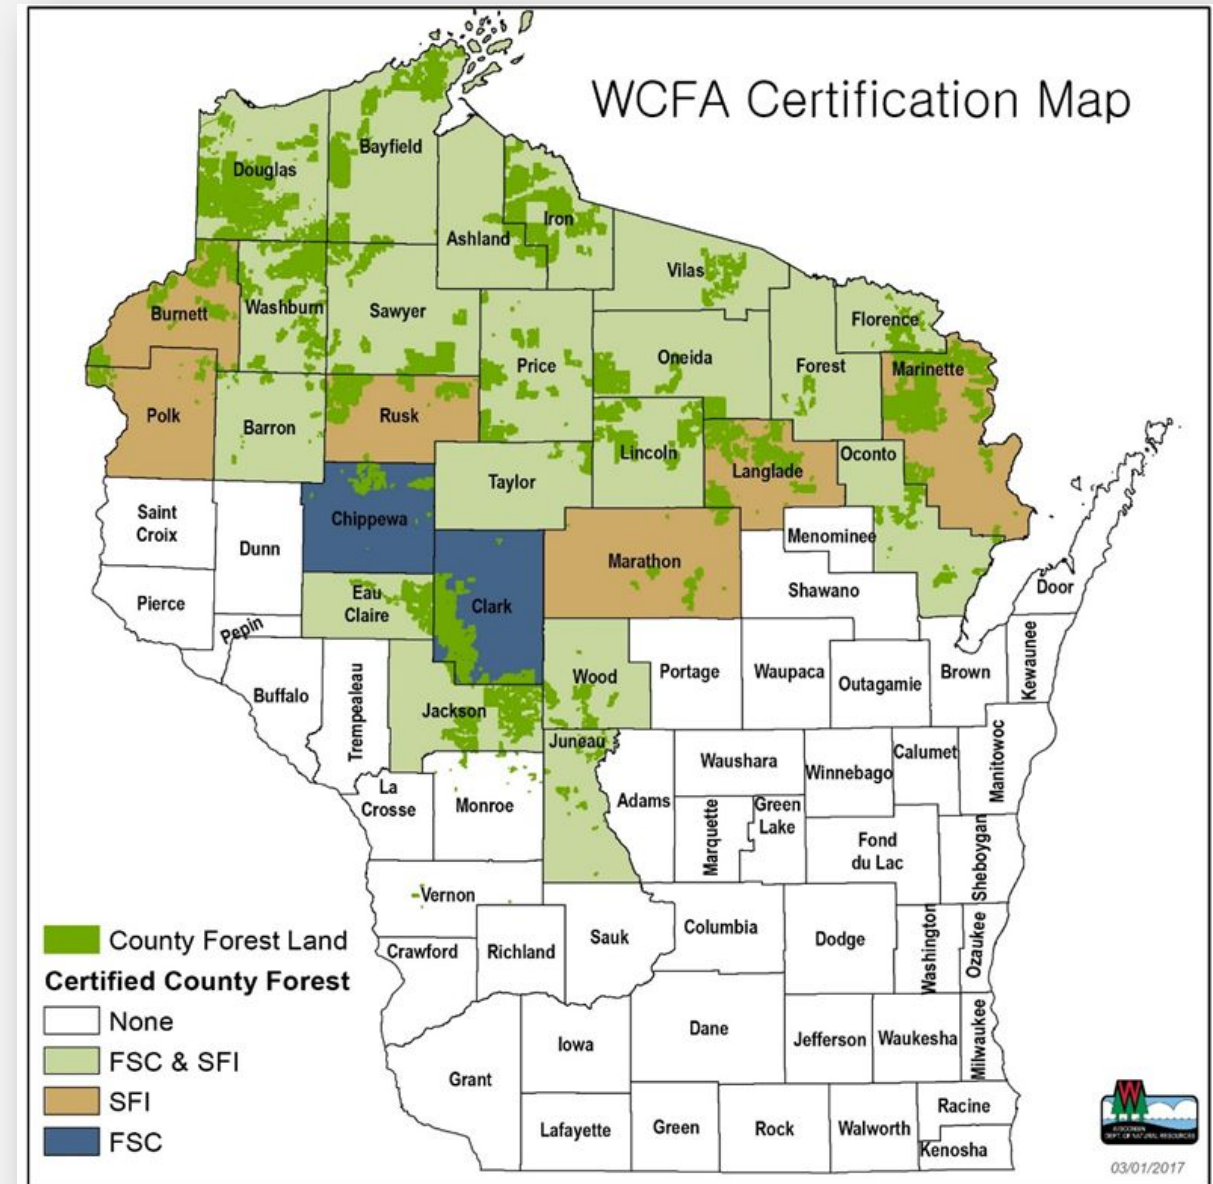 WCFA Certification Map
Bayfield
Douglas
Iron
Ashland
Vilas
Burnett
Washburn
Sawyer
Florence
Price
Oneida
Forest
Marinette
Polk
Barron
Rusk
Lincoln
Langlade
Oconto
Taylor
Saint
Croix
Dunn
Chippewa
Menominee
Marathon
Shawano
Door
Pierce
Eau
Claire
Clark
Pepin
Buffalo
Trempealeau
Jackson
Wood
Portage
Waupaca
Outagamie
Brown
Kewaunee
Juneau
La
Crosse
Monroe
Adams
Waushara
Winnebago
Calumet
Manitowoc
Marquette
Green
Lake
Fond
du Lac
Sheboygan
Vernon
Crawford
Richland
Sauk
Columbia
Dodge
Washington
Ozaukee
Grant
Iowa
Dane
Jefferson
Waukesha
Milwaukee
Lafayette
Green
Rock
Walworth
Racine
Kenosha
County Forest Land
Certified County Forest
None
FSC & SFI
SFI
FSC
W
WISCONSIN
DEPT. OF NATURAL RESOURCES
03/01/2017